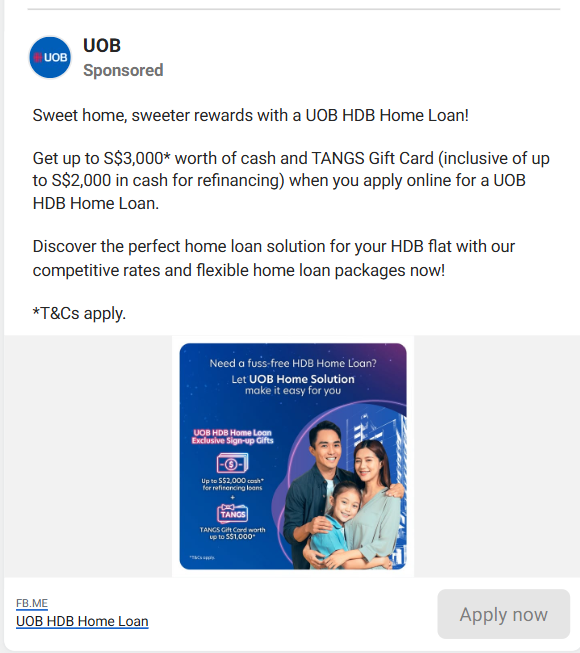 UOB
UOB
Sponsored
Sweet home, sweeter rewards with a UOB HDB Home Loan!
Get up to S$3,000* worth of cash and TANGS Gift Card (inclusive of up
to S$2,000 in cash for refinancing) when you apply online for a UOB
HDB Home Loan.
Discover the perfect home loan solution for your HDB flat with our
competitive rates and flexible home loan packages now!
*T&Cs apply.
Need a fuss-free HDB Home Loan?
Let UOB Home Solution
make it easy for you
UOB HDB Home Loan
Exclusive Sign-up Gifts
$
Up to S$2,000 cash*
for refinancing loans
+
TANGS
TANGS Gift Card worth
up to S$1,000*
*T&Cs apply.
FB.ME
UOB HDB Home Loan
Apply now